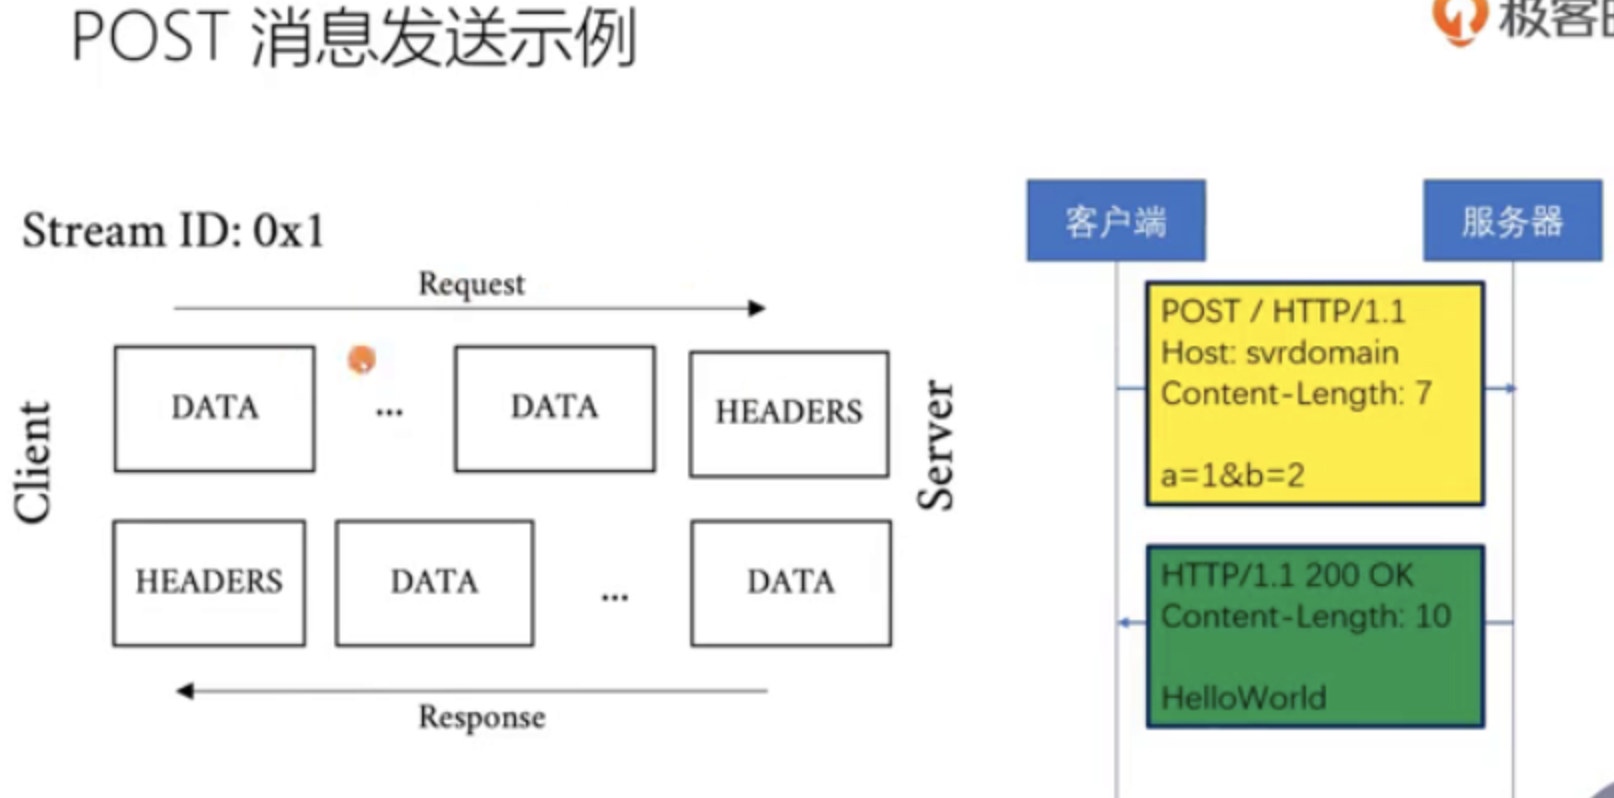 POST 消息发送示例
极客
Stream ID: 0x1
Request
DATA
...
DATA
HEADERS
Client
Server
HEADERS
DATA
...
DATA
Response
客户端
服务器
POST / HTTP/1.1
Host: svrdomain
Content-Length: 7
a=1&b=2
HTTP/1.1 200 OK
Content-Length: 10
HelloWorld